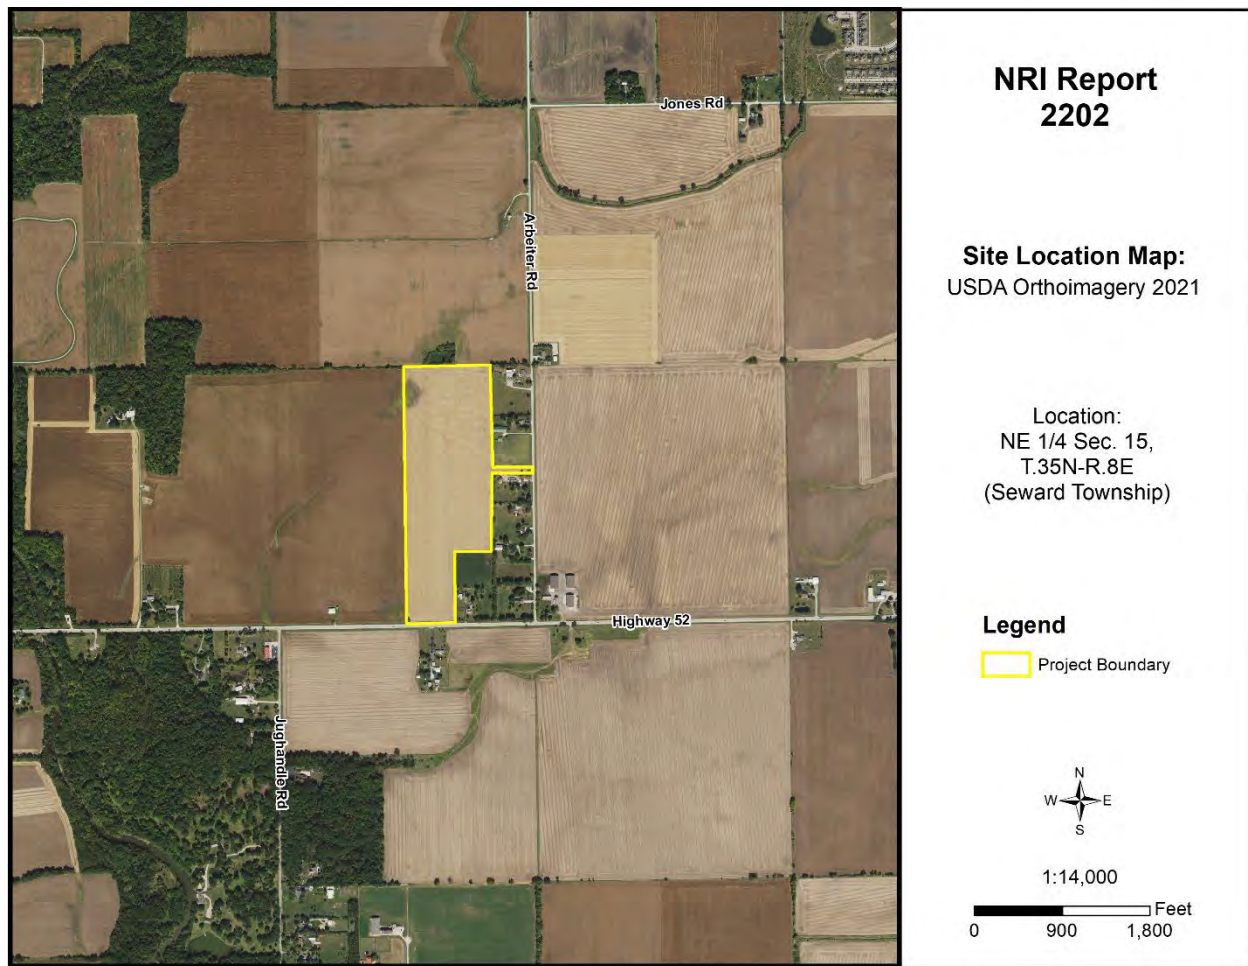 Jones Rd
Arbeiter Rd
Highway 52
Jughandle Rd
NRI Report
2202
Site Location Map:
USDA Orthoimagery 2021
Location:
NE 1/4 Sec. 15,
T.35N-R.8E
(Seward Township)
Legend
Project Boundary
N
W E
S
1:14,000
Feet
0 900 1,800